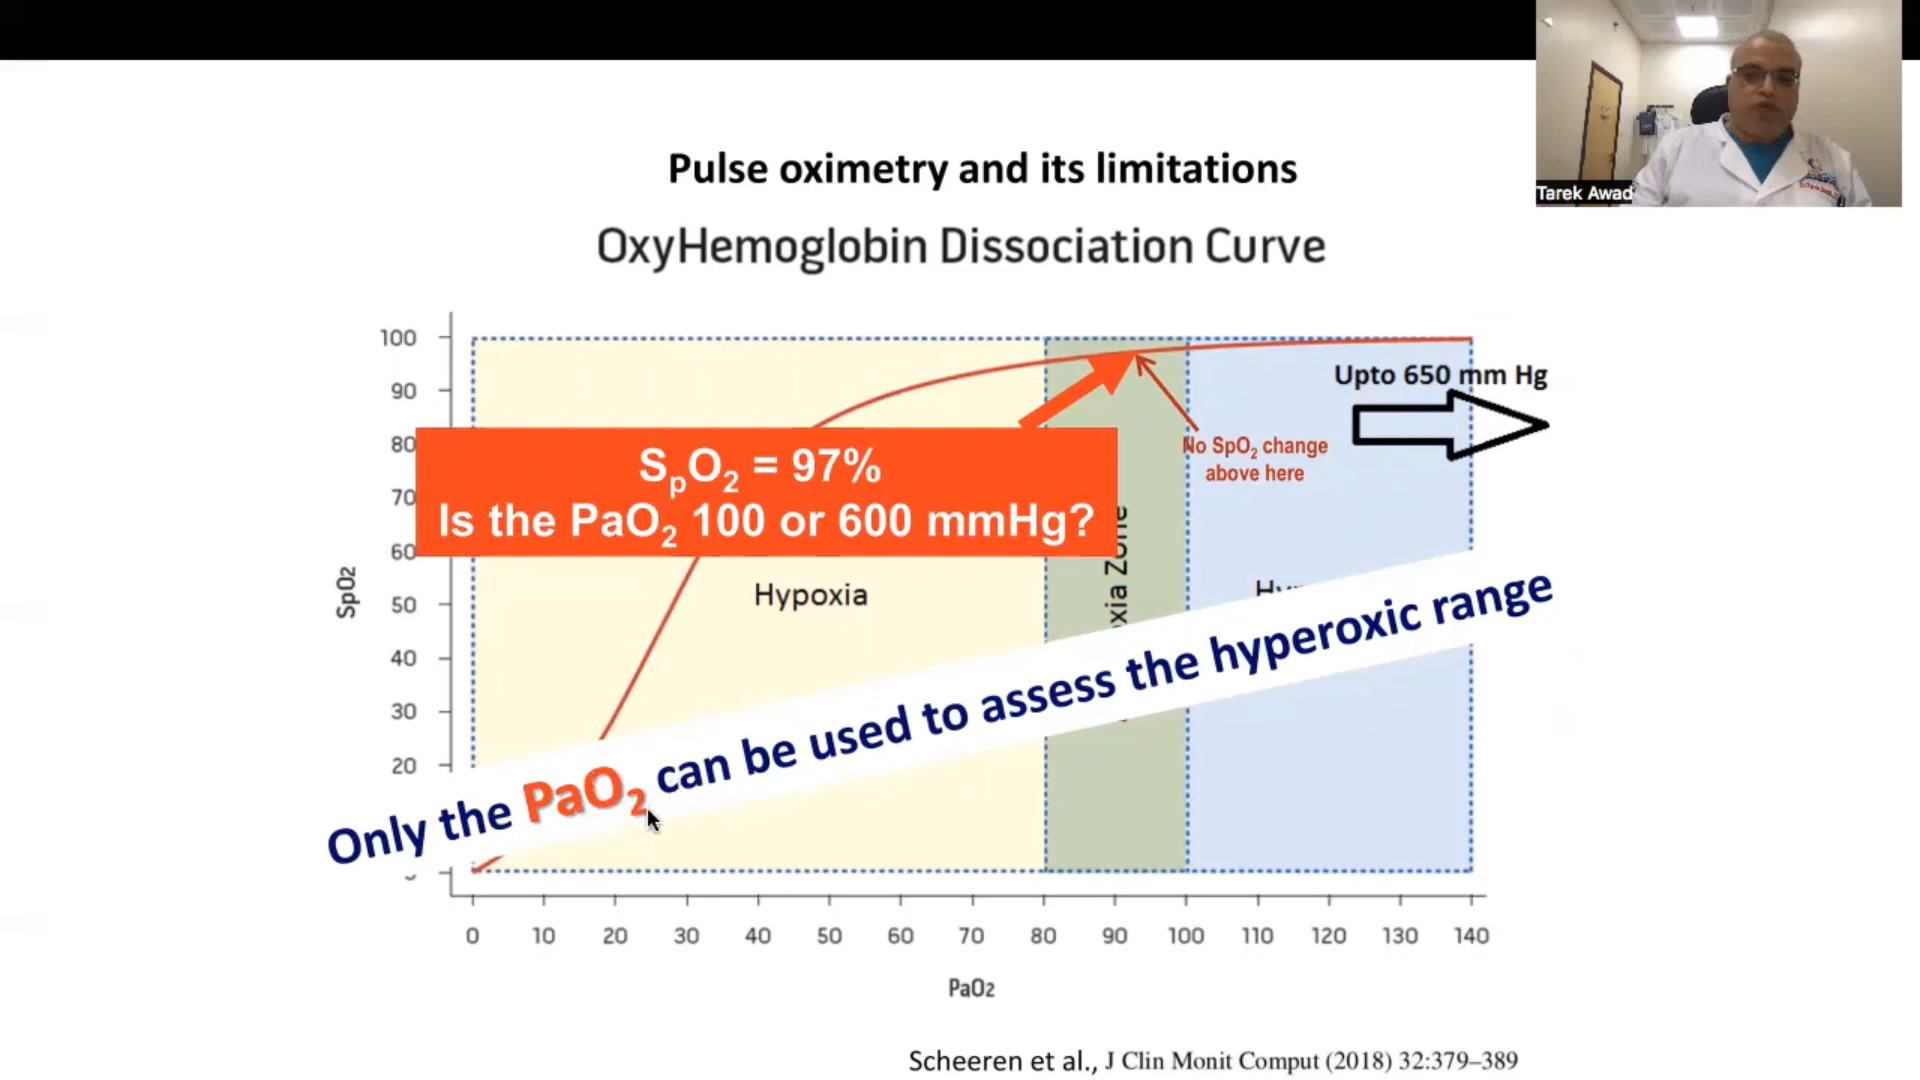 Tarek Awad
Pulse oximetry and its limitations
OxyHemoglobin Dissociation Curve
100
90
80
70
60
50
40
30
20
SpO2
Upto 650 mm Hg
No SpO2 change
above here
SpO2 = 97%
Is the PaO2 100 or 600 mmHg?
Hypoxia
Zone
Only the PaO2 can be used to assess the hyperoxic range
0 10 20 30 40 50 60 70 80 90 100 110 120 130 140
PaO2
Scheeren et al., J Clin Monit Comput (2018) 32:379–389